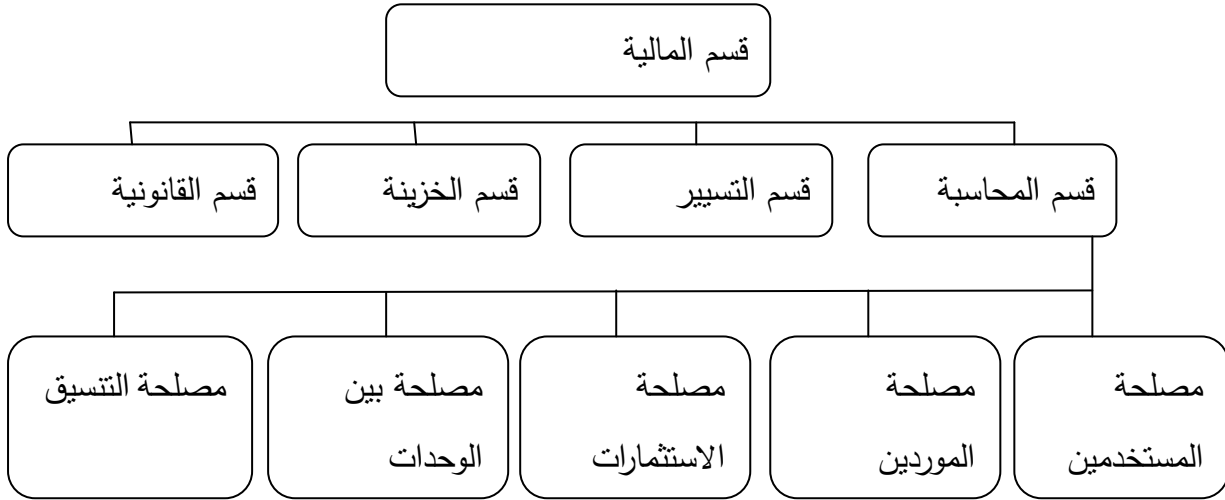 قسم المالية
قسم المحاسبة
قسم التسيير
قسم الخزينة
قسم القانونية
مصلحة
المستخدمين
مصلحة
الموردين
مصلحة
الاستثمارات
مصلحة بين
الوحدات
مصلحة التنسيق